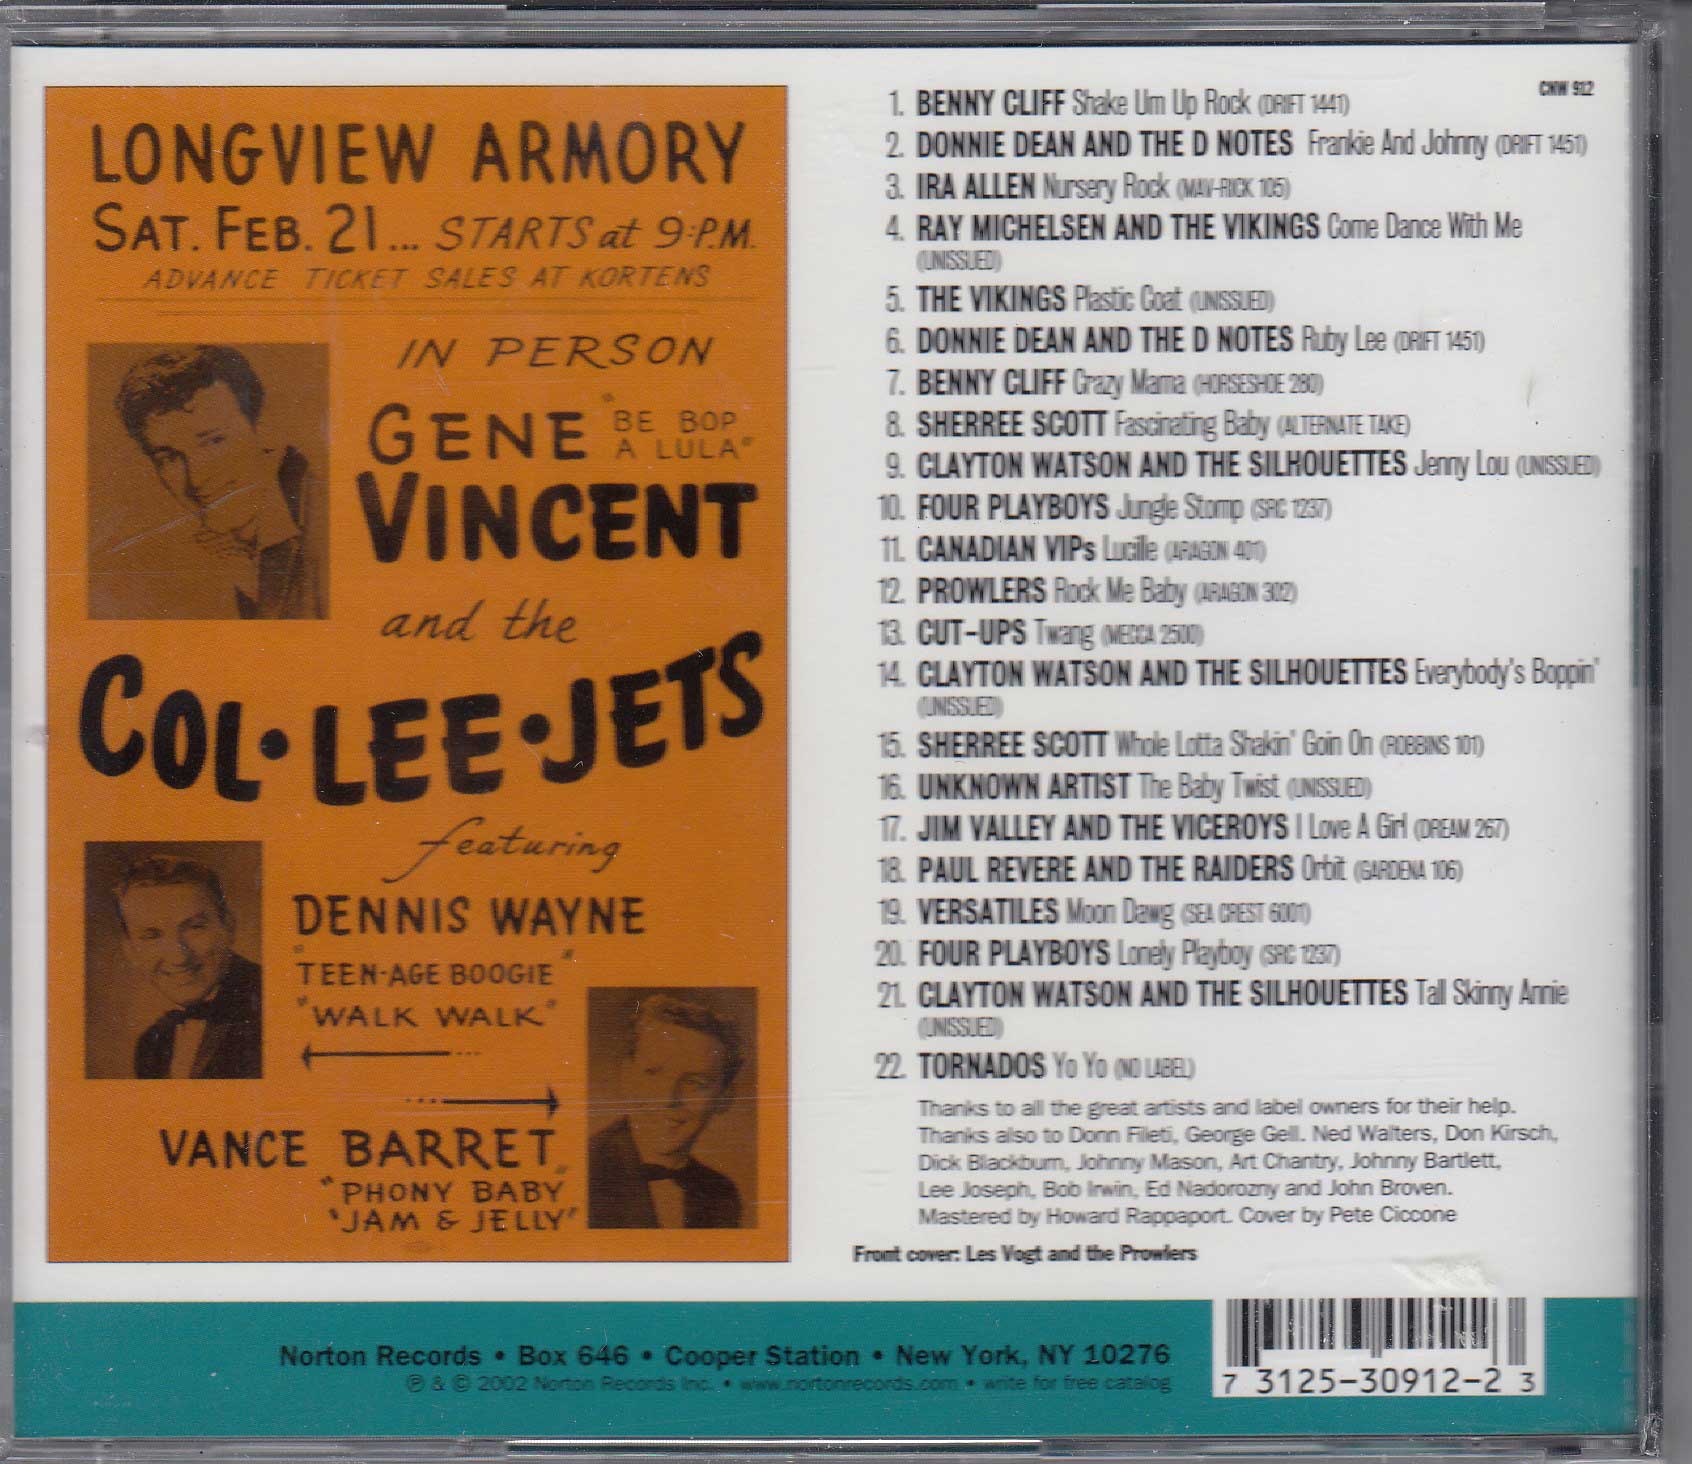 LONGVIEW ARMORY
SAT. FEB. 21... STARTS at 9:P.M.
ADVANCE TICKET SALES AT KORTENS
IN PERSON
GENE "BE BOP
A LULA"
VINCENT
and the
COL•LEE•JETS
featuring
DENNIS WAYNE
"TEEN-AGE BOOGIE"
"WALK WALK"
VANCE BARRET
"PHONY BABY"
"JAM & JELLY"
CNW 912
1. BENNY CLIFF Shake Um Up Rock (DRIFT 1441)
2. DONNIE DEAN AND THE D NOTES Frankie And Johnny (DRIFT 1451)
3. IRA ALLEN Nursery Rock (MAV-RICK 105)
4. RAY MICHELSEN AND THE VIKINGS Come Dance With Me
(UNISSUED)
5. THE VIKINGS Plastic Coat (UNISSUED)
6. DONNIE DEAN AND THE D NOTES Ruby Lee (DRIFT 1451)
7. BENNY CLIFF Crazy Mama (HORSESHOE 280)
8. SHERREE SCOTT Fascinating Baby (ALTERNATE TAKE)
9. CLAYTON WATSON AND THE SILHOUETTES Jenny Lou (UNISSUED)
10. FOUR PLAYBOYS Jungle Stomp (SRC 1237)
11. CANADIAN VIPs Lucille (ARAGON 401)
12. PROWLERS Rock Me Baby (ARAGON 302)
13. CUT-UPS Twang (MECCA 2500)
14. CLAYTON WATSON AND THE SILHOUETTES Everybody's Boppin'
(UNISSUED)
15. SHERREE SCOTT Whole Lotta Shakin' Goin On (ROBBINS 101)
16. UNKNOWN ARTIST The Baby Twist (UNISSUED)
17. JIM VALLEY AND THE VICEROYS I Love A Girl (DREAM 267)
18. PAUL REVERE AND THE RAIDERS Orbit (GARDENA 106)
19. VERSATILES Moon Dawg (SEA CREST 6001)
20. FOUR PLAYBOYS Lonely Playboy (SRC 1237)
21. CLAYTON WATSON AND THE SILHOUETTES Tall Skinny Annie
(UNISSUED)
22. TORNADOS Yo Yo (NO LABEL)
Thanks to all the great artists and label owners for their help.
Thanks also to Donn Fileti, George Gell. Ned Walters, Don Kirsch,
Dick Blackburn, Johnny Mason, Art Chantry, Johnny Bartlett,
Lee Joseph, Bob Irwin, Ed Nadorozny and John Broven.
Mastered by Howard Rappaport. Cover by Pete Ciccone
Front cover: Les Vogt and the Prowlers
Norton Records • Box 646 • Cooper Station • New York, NY 10276
℗ & © 2002 Norton Records Inc. • www.nortonrecords.com • write for free catalog
7 3125-30912-2 3